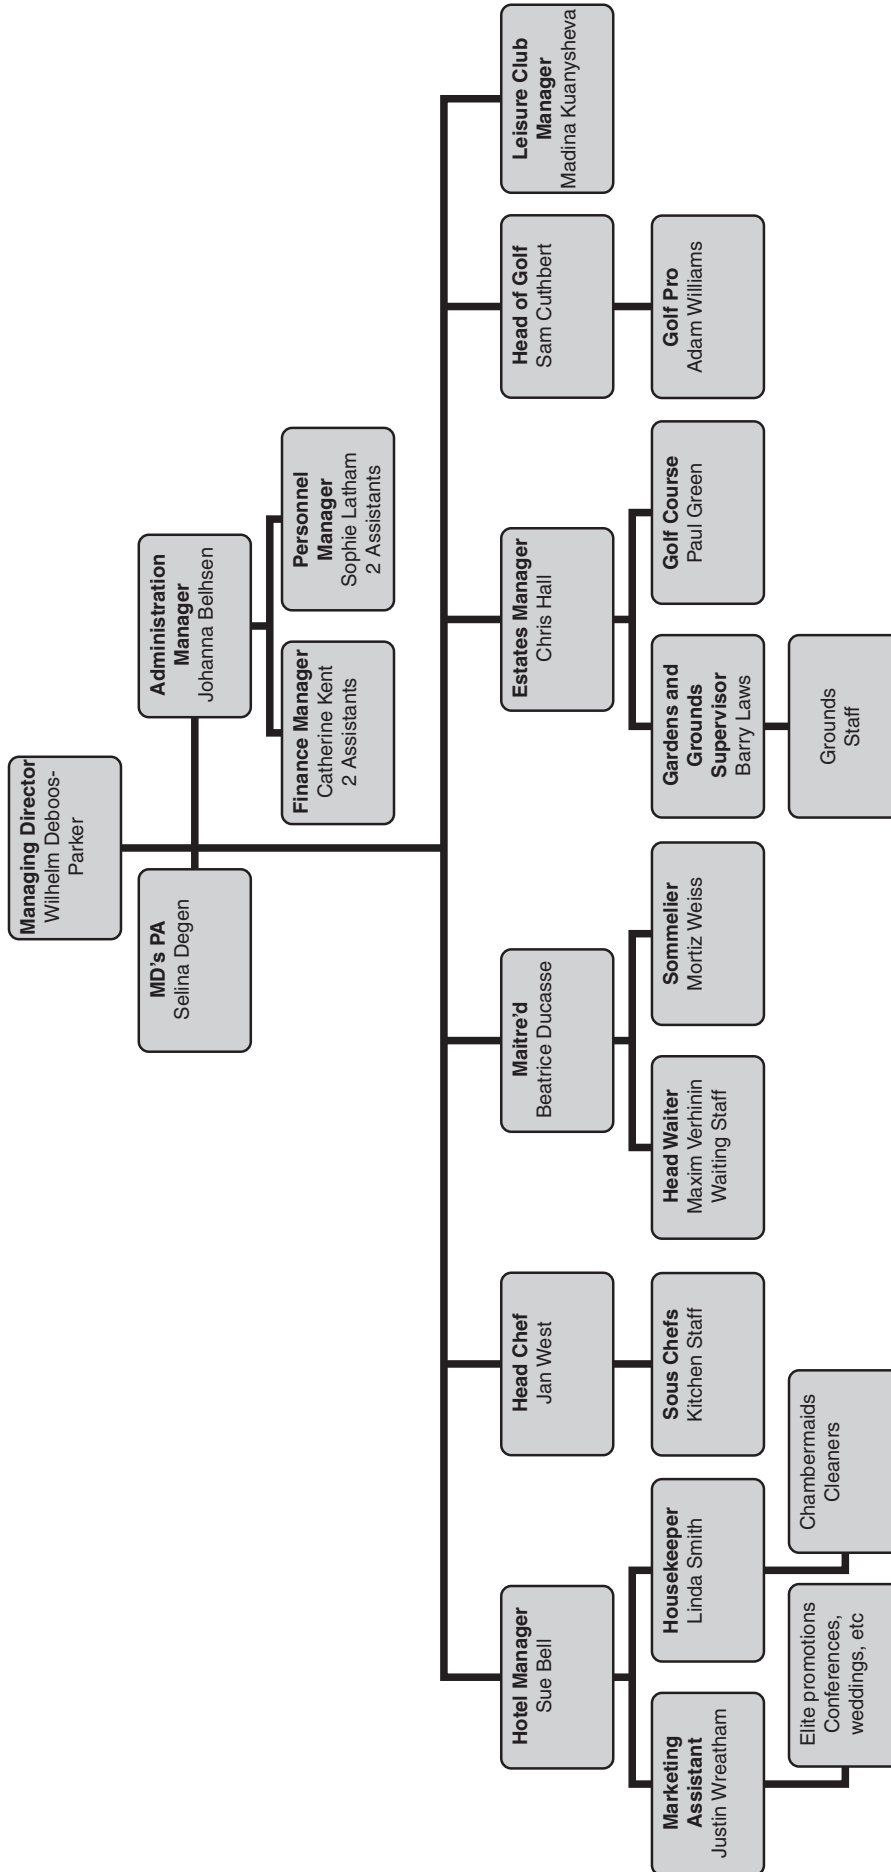 Managing Director
Wilhelm Deboos-
Parker
MD's PA
Selina Degen
Administration
Manager
Johanna Belhsen
Finance Manager
Catherine Kent
2 Assistants
Personnel
Manager
Sophie Latham
2 Assistants
Hotel Manager
Sue Bell
Head Chef
Jan West
Maitre'd
Beatrice Ducasse
Estates Manager
Chris Hall
Head of Golf
Sam Cuthbert
Leisure Club
Manager
Madina Kuanysheva
Marketing
Assistant
Justin Wreatham
Housekeeper
Linda Smith
Sous Chefs
Kitchen Staff
Head Waiter
Maxim Verhinin
Waiting Staff
Sommelier
Mortiz Weiss
Gardens and
Grounds
Supervisor
Barry Laws
Golf Course
Paul Green
Golf Pro
Adam Williams
Elite promotions
Conferences,
weddings, etc
Chambermaids
Cleaners
Grounds
Staff